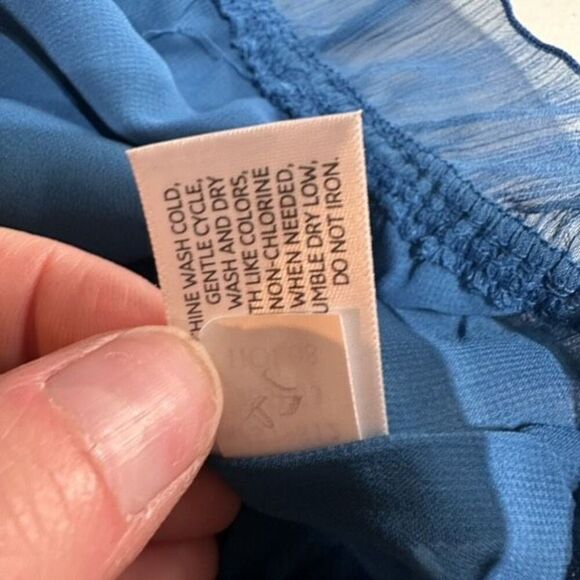 HINE WASH COLD,
GENTLE CYCLE,
WASH AND DRY
TH LIKE COLORS,
NON-CHLORINE
WHEN NEEDED,
UMBLE DRY LOW,
DO NOT IRON.